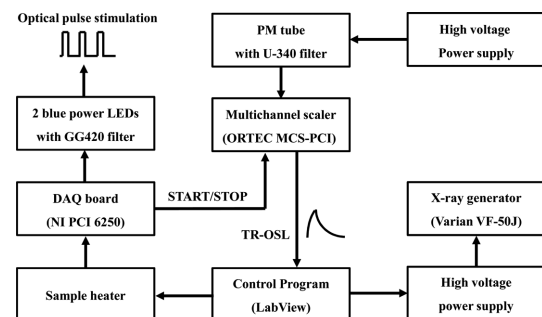 Optical pulse stimulation
PM tube
with U-340 filter
High voltage
Power supply
2 blue power LEDs
with GG420 filter
Multichannel scaler
(ORTEC MCS-PCI)
DAQ board
(NI PCI 6250)
START/STOP
X-ray generator
(Varian VF-50J)
TR-OSL
Sample heater
Control Program
(LabView)
High voltage
power supply